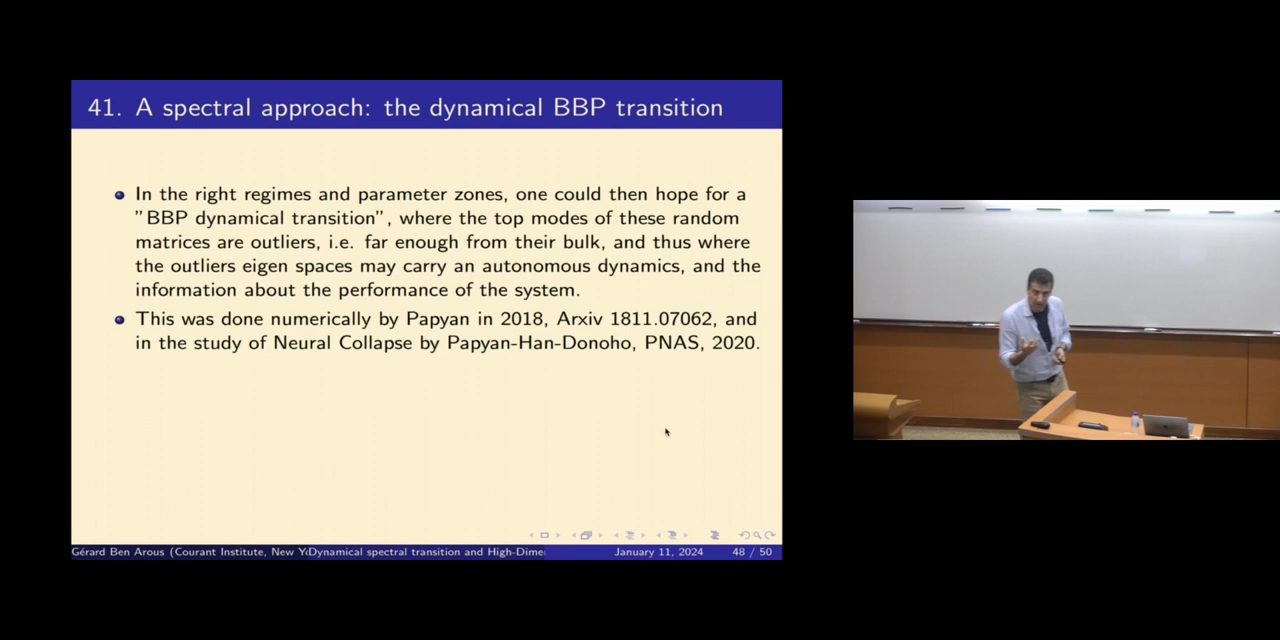 41. A spectral approach: the dynamical BBP transition
In the right regimes and parameter zones, one could then hope for a
"BBP dynamical transition", where the top modes of these random
matrices are outliers, i.e. far enough from their bulk, and thus where
the outliers eigen spaces may carry an autonomous dynamics, and the
information about the performance of the system.
This was done numerically by Papyan in 2018, Arxiv 1811.07062, and
in the study of Neural Collapse by Papyan-Han-Donoho, PNAS, 2020.
Gérard Ben Arous (Courant Institute, New Dynamical spectral transition and High-Dime January 11, 2024 48 / 50